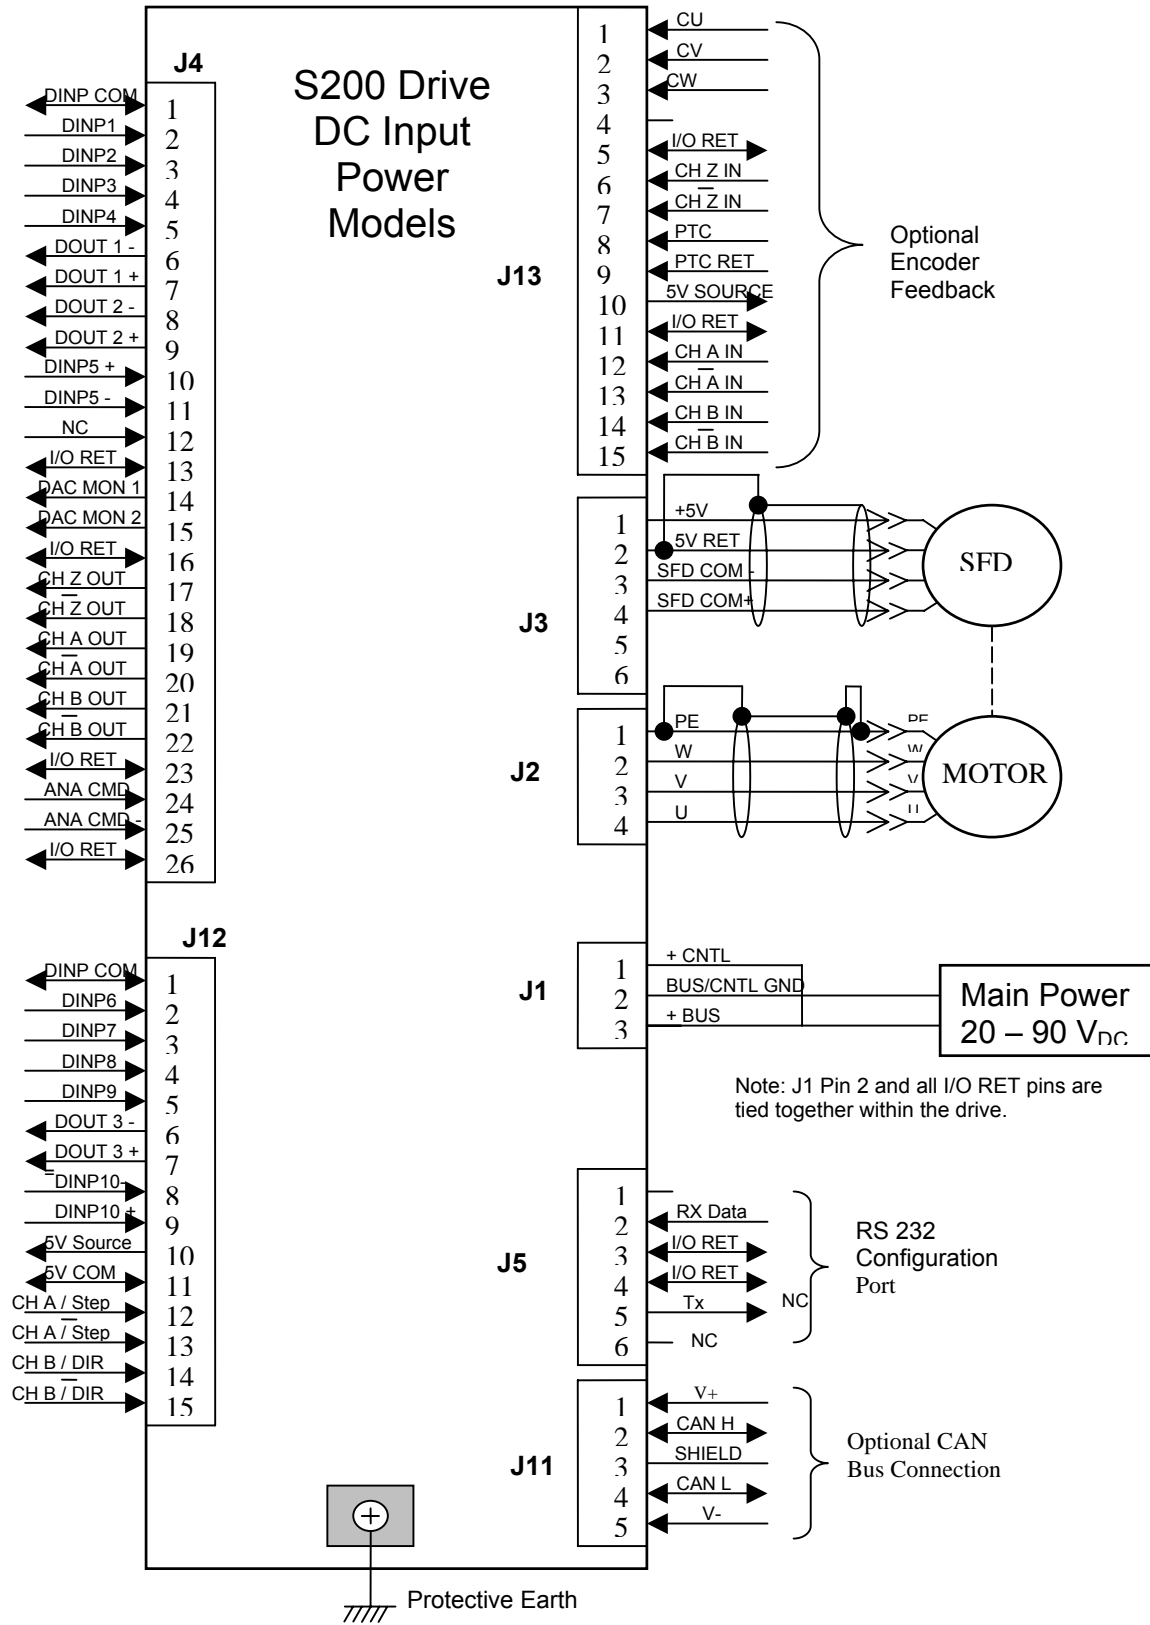 S200 Drive
DC Input
Power
Models
J4
DINP COM 1
DINP1 2
DINP2 3
DINP3 4
DINP4 5
DOUT 1 - 6
DOUT 1 + 7
DOUT 2 - 8
DOUT 2 + 9
DINP5 + 10
DINP5 - 11
NC 12
I/O RET 13
DAC MON 1 14
DAC MON 2 15
I/O RET 16
CH Z OUT 17
CH Z̅ OUT 18
CH A OUT 19
CH A̅ OUT 20
CH B OUT 21
CH B̅ OUT 22
I/O RET 23
ANA CMD 24
ANA CMD - 25
I/O RET 26
J12
DINP COM 1
DINP6 2
DINP7 3
DINP8 4
DINP9 5
DOUT 3 - 6
DOUT 3 + 7
DINP10- 8
DINP10 + 9
5V Source 10
5V COM 11
CH A / Step 12
CH A / Step 13
CH B / DIR 14
CH B / DIR 15
J13
1 CU
2 CV
3 CW
4
5 I/O RET
6 CH Z IN
7 CH Z̅ IN
8 PTC
9 PTC RET
10 5V SOURCE
11 I/O RET
12 CH A IN
13 CH A̅ IN
14 CH B IN
15 CH B̅ IN
Optional
Encoder
Feedback
J3
1 +5V
2 5V RET
3 SFD COM -
4 SFD COM+
5
6
SFD
J2
1 PE PE
2 W W
3 V V
4 U U
MOTOR
J1
1 + CNTL
2 BUS/CNTL GND
3 + BUS
Main Power
20 – 90 VDC
Note: J1 Pin 2 and all I/O RET pins are
tied together within the drive.
J5
1
2 RX Data
3 I/O RET
4 I/O RET
5 Tx NC
6 NC
RS 232
Configuration
Port
J11
1 V+
2 CAN H
3 SHIELD
4 CAN L
5 V-
Optional CAN
Bus Connection
Protective Earth